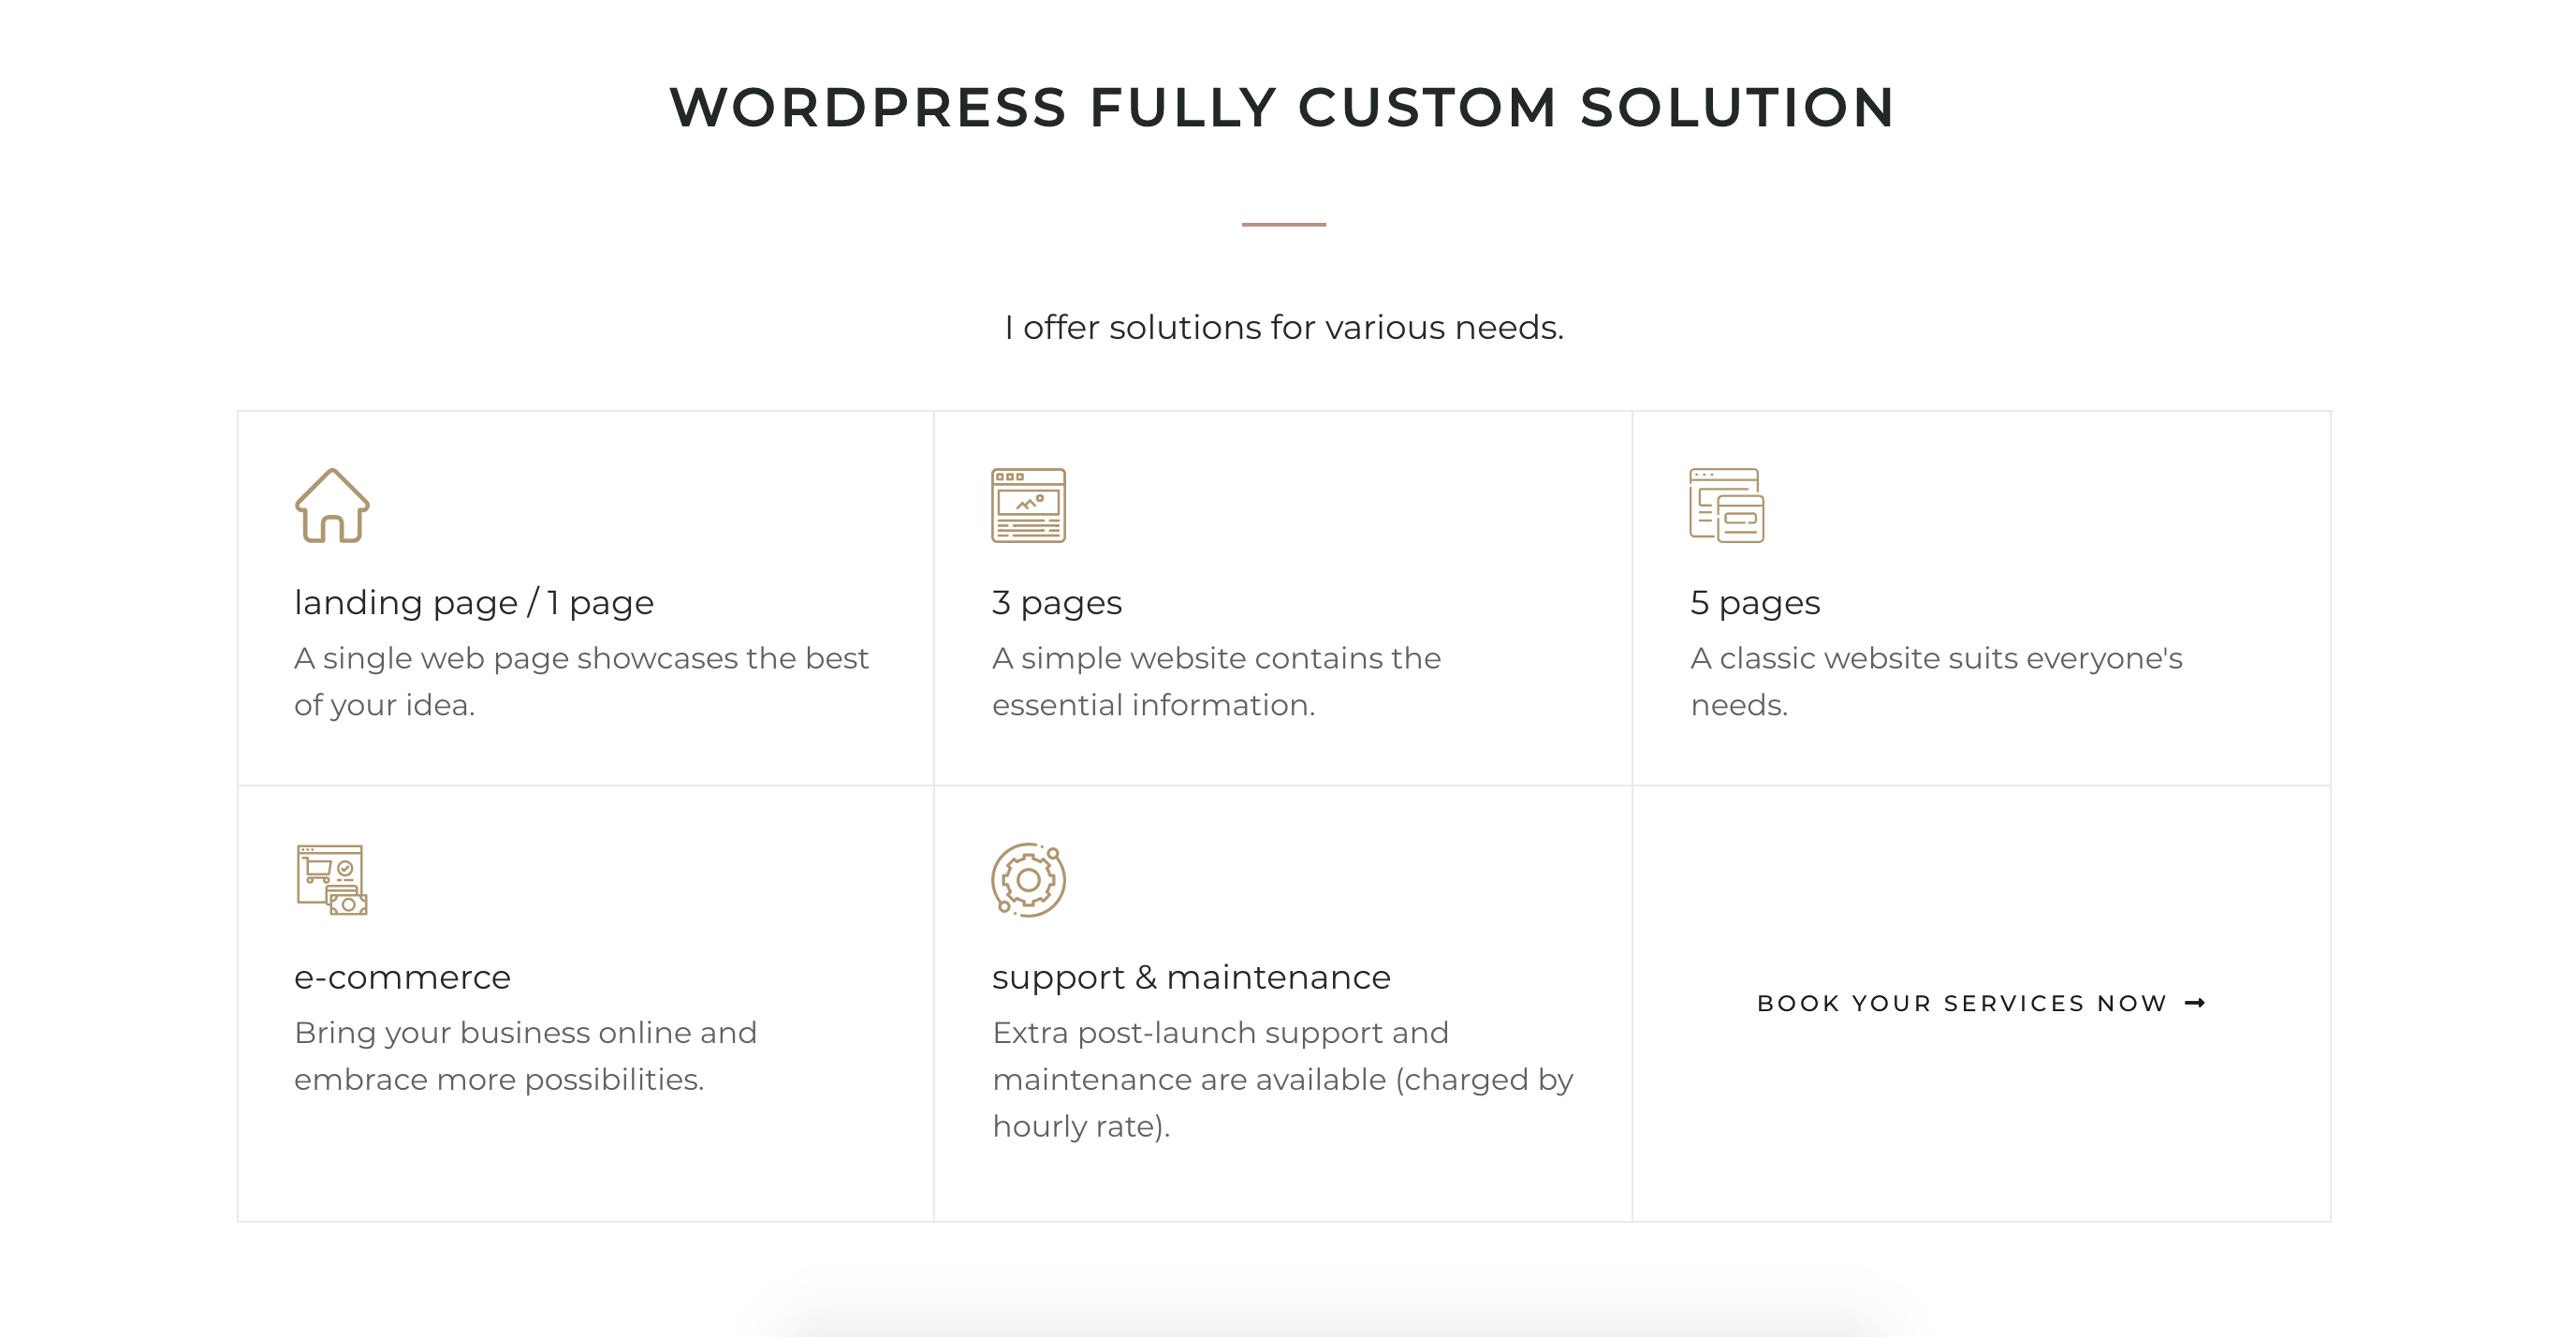 WORDPRESS FULLY CUSTOM SOLUTION
I offer solutions for various needs.
landing page / 1 page
A single web page showcases the best
of your idea.
3 pages
A simple website contains the
essential information.
5 pages
A classic website suits everyone's
needs.
e-commerce
Bring your business online and
embrace more possibilities.
support & maintenance
Extra post-launch support and
maintenance are available (charged by
hourly rate).
BOOK YOUR SERVICES NOW →